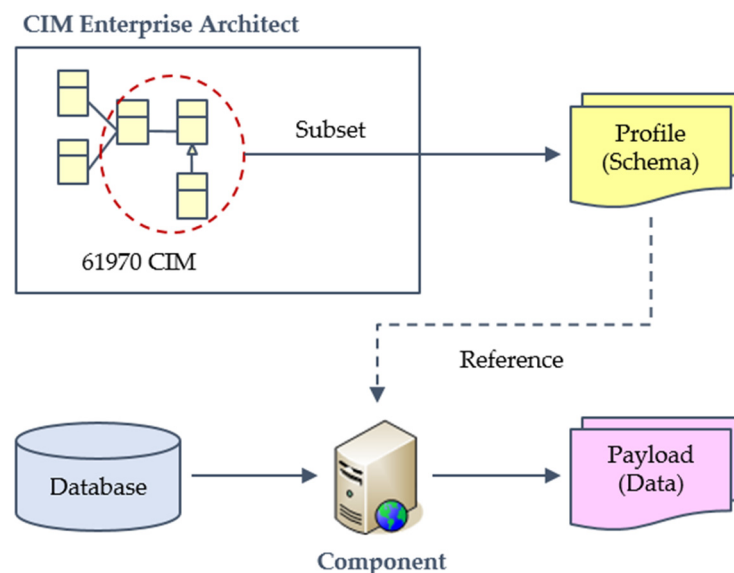 CIM Enterprise Architect
Subset
Profile
(Schema)
61970 CIM
Reference
Database
Payload
(Data)
Component